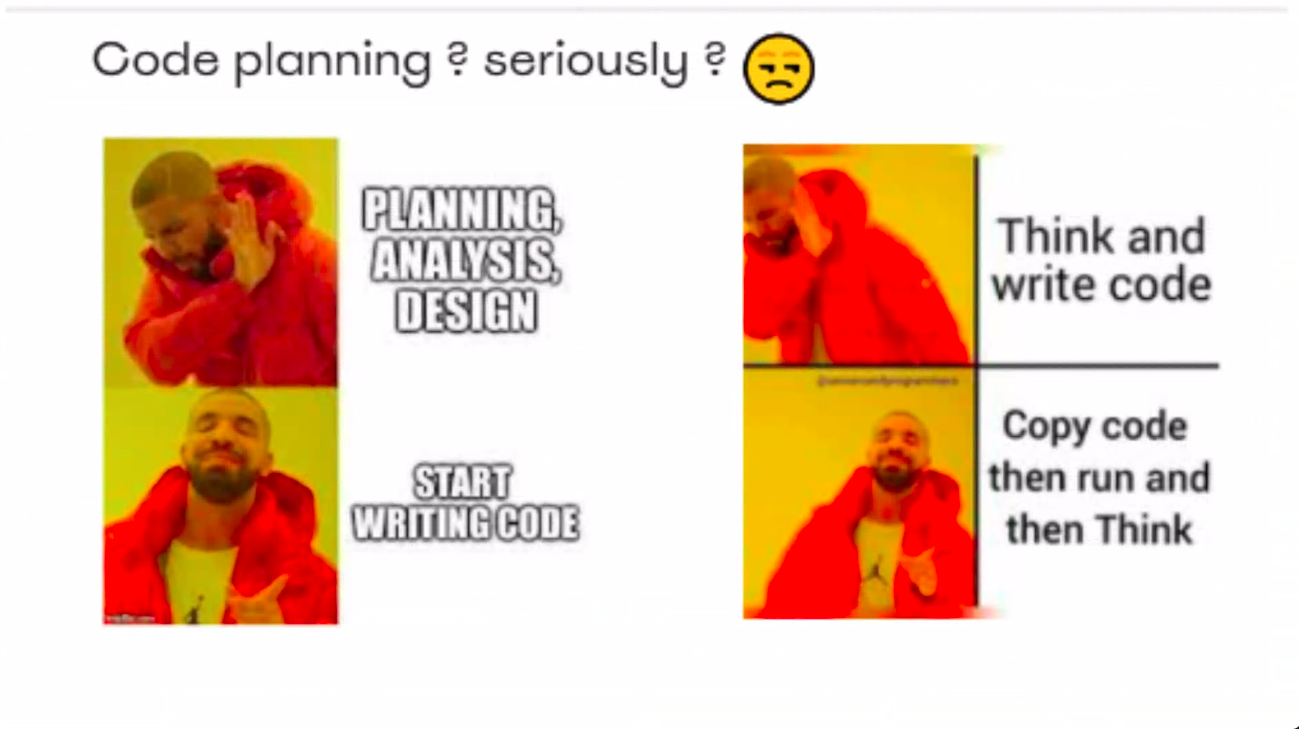 Code planning ? seriously ?
PLANNING,
ANALYSIS,
DESIGN
START
WRITING CODE
Think and
write code
Copy code
then run and
then Think